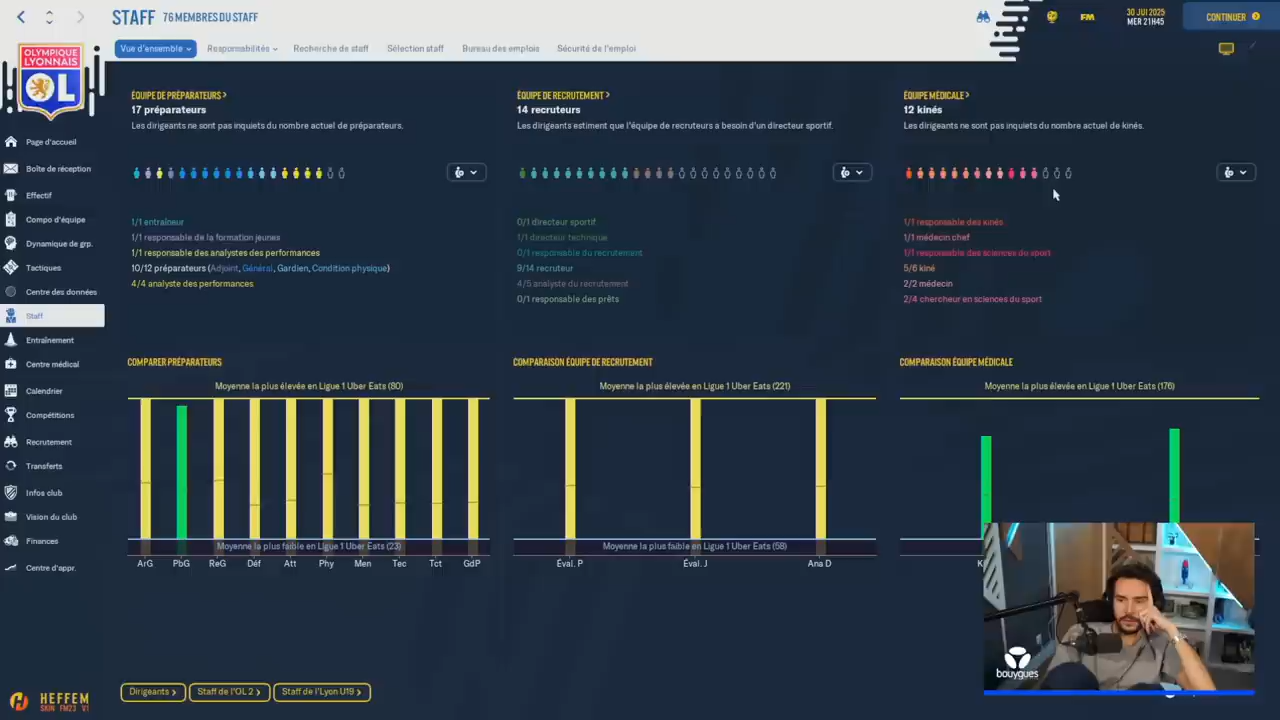 STAFF 76 MEMBRES DU STAFF
FM
30 JUI 2025
MER 21H45
CONTINUER
OLYMPIQUE
LYONNAIS
OL
Vue d'ensemble
Responsabilités
Recherche de staff
Sélection staff
Bureau des emplois
Sécurité de l'emploi
Page d'accueil
Boîte de réception
Effectif
Compo d'équipe
Dynamique de grp.
Tactiques
Centre des données
Staff
Entraînement
Centre médical
Calendrier
Compétitions
Recrutement
Transferts
Infos club
Vision du club
Finances
Centre d'appr.
HEFFEM
SKIN FM23 V1
ÉQUIPE DE PRÉPARATEURS >
17 préparateurs
Les dirigeants ne sont pas inquiets du nombre actuel de préparateurs.
1/1 entraîneur
1/1 responsable de la formation jeunes
1/1 responsable des analystes des performances
10/12 préparateurs (Adjoint, Général, Gardien, Condition physique)
4/4 analyste des performances
ÉQUIPE DE RECRUTEMENT >
14 recruteurs
Les dirigeants estiment que l'équipe de recruteurs a besoin d'un directeur sportif.
0/1 directeur sportif
1/1 directeur technique
0/1 responsable du recrutement
9/14 recruteur
4/5 analyste du recrutement
0/1 responsable des prêts
ÉQUIPE MÉDICALE >
12 kinés
Les dirigeants ne sont pas inquiets du nombre actuel de kinés.
1/1 responsable des kinés
1/1 médecin chef
1/1 responsable des sciences du sport
5/6 kiné
2/2 médecin
2/4 chercheur en sciences du sport
COMPARER PRÉPARATEURS
Moyenne la plus élevée en Ligue 1 Uber Eats (80)
Moyenne la plus faible en Ligue 1 Uber Eats (23)
ArG PbG ReG Déf Att Phy Men Tec Tct GdP
COMPARAISON ÉQUIPE DE RECRUTEMENT
Moyenne la plus élevée en Ligue 1 Uber Eats (221)
Moyenne la plus faible en Ligue 1 Uber Eats (58)
Éval. P Éval. J Ana D
COMPARAISON ÉQUIPE MÉDICALE
Moyenne la plus élevée en Ligue 1 Uber Eats (176)
bouygues
Dirigeants >
Staff de l'OL 2 >
Staff de l'Lyon U19 >